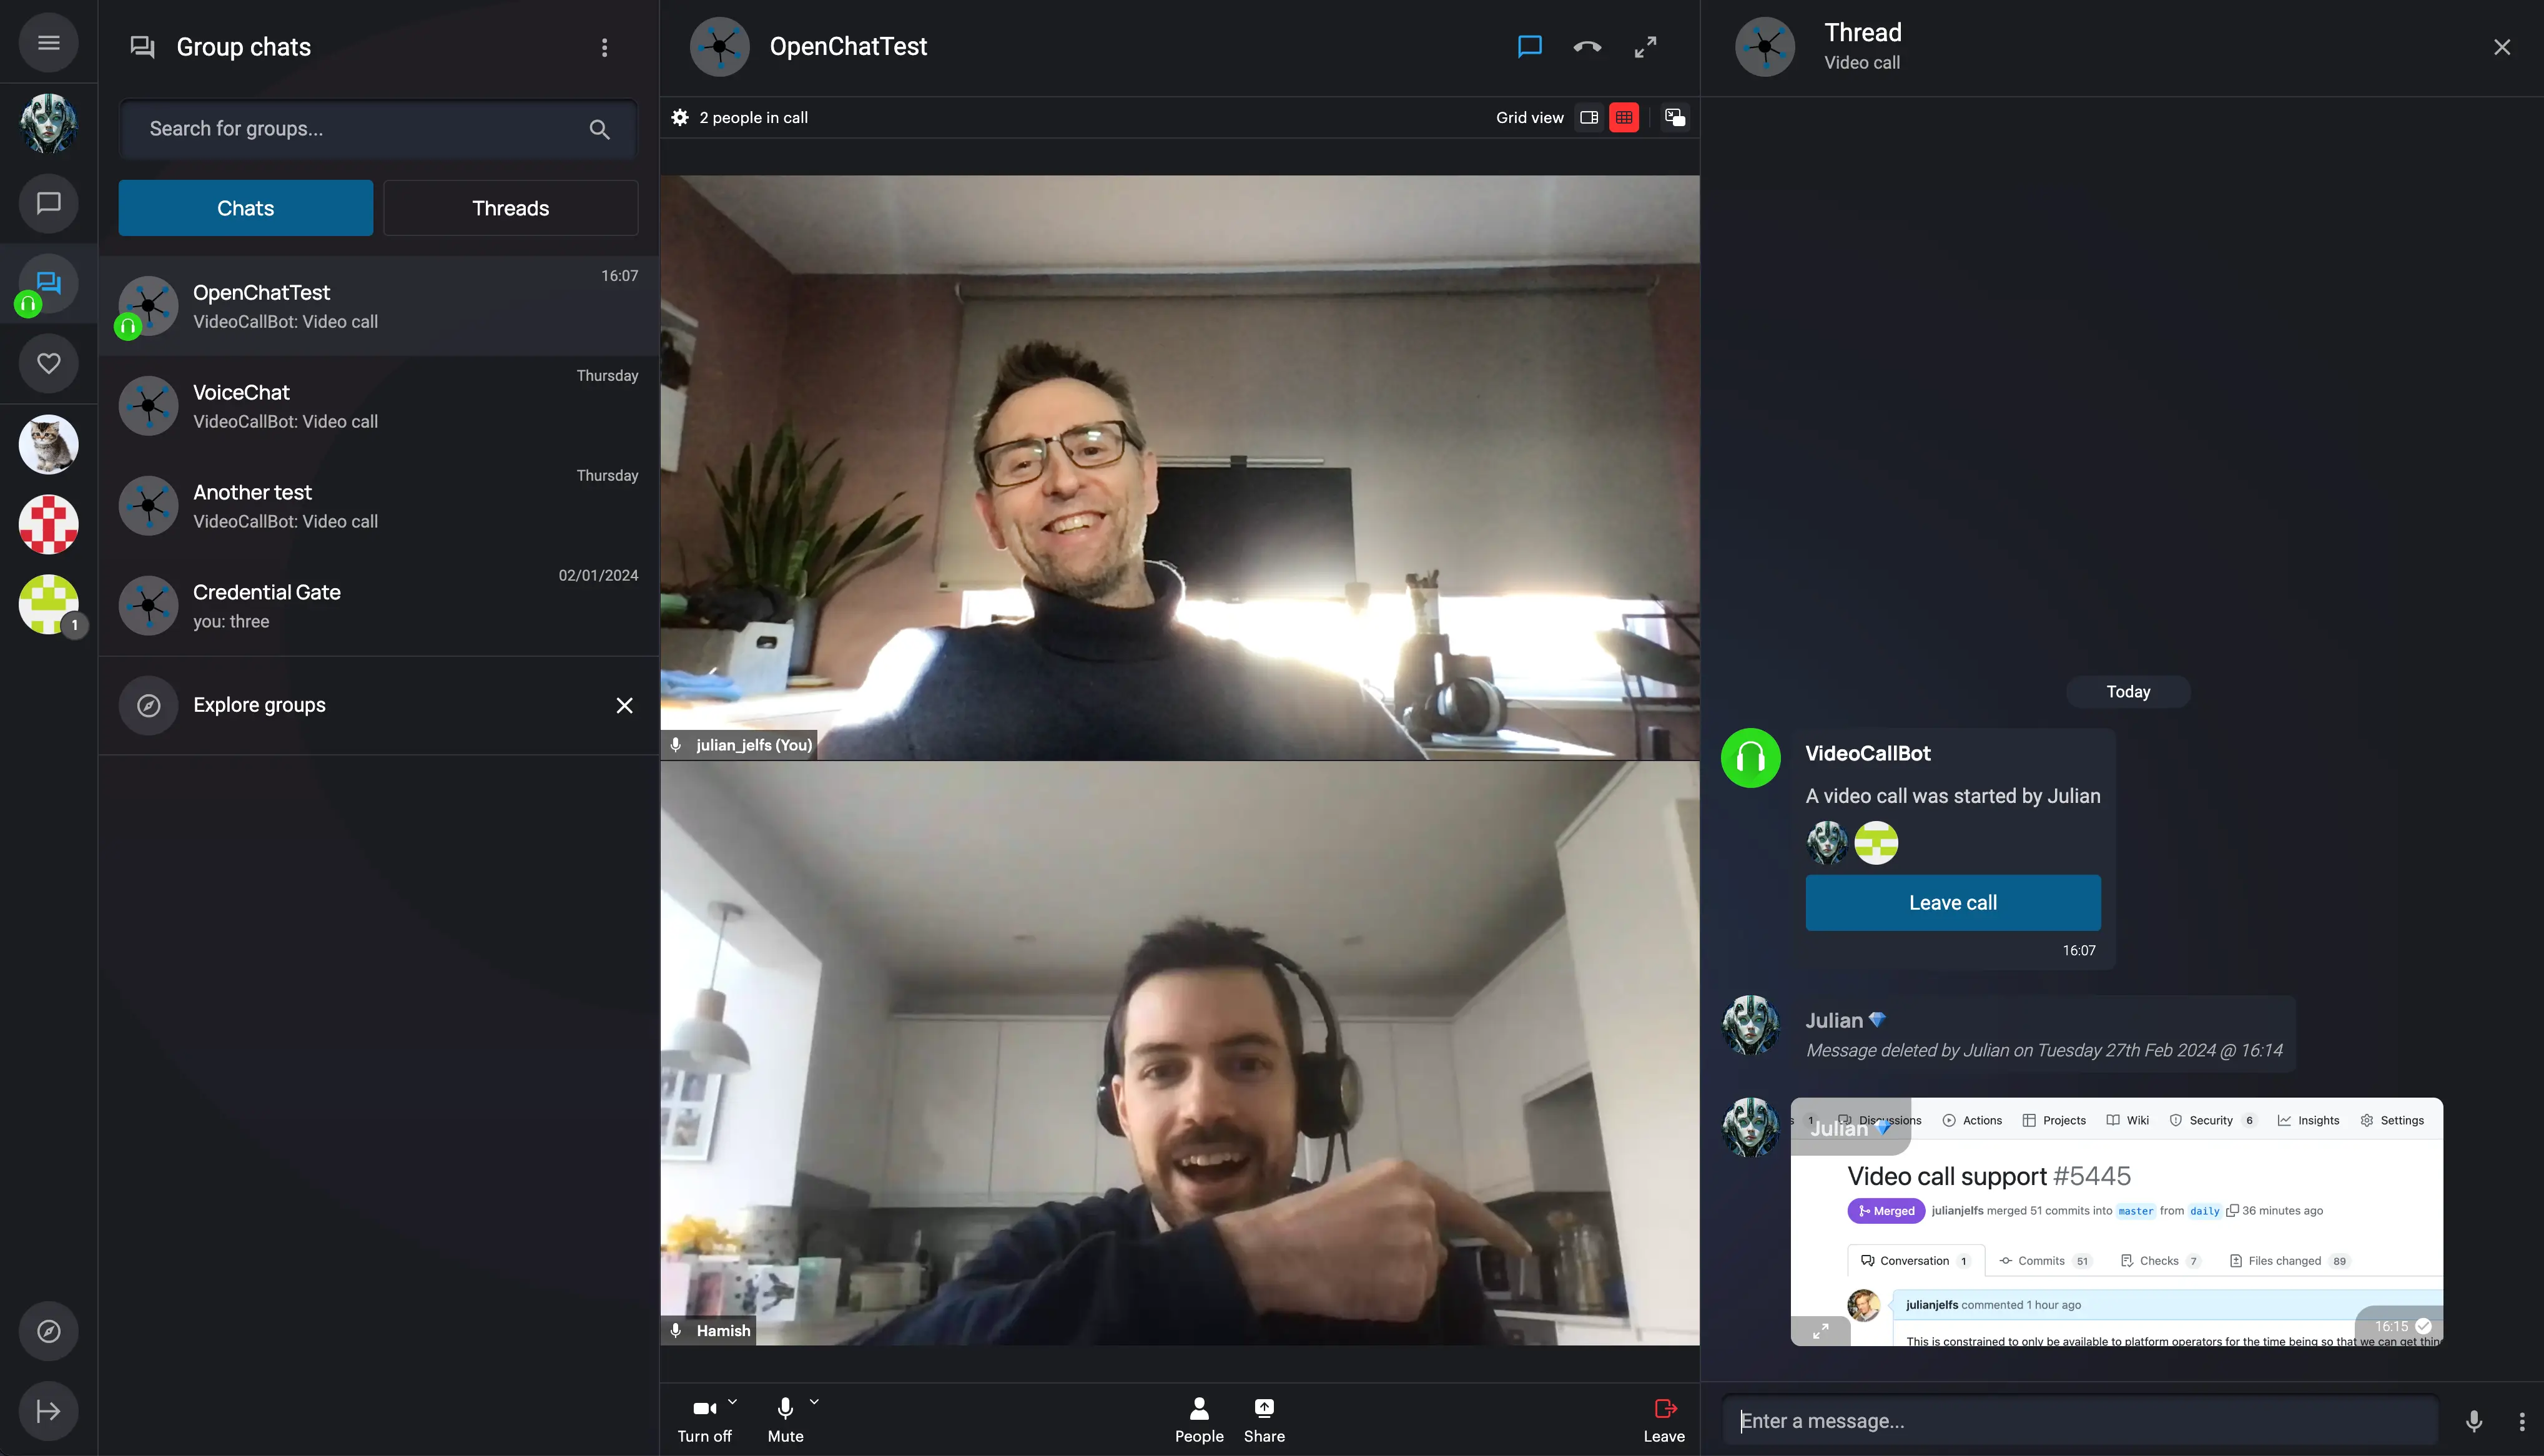 Group chats
Search for groups...
Chats
Threads
OpenChatTest
16:07
VideoCallBot: Video call
VoiceChat
Thursday
VideoCallBot: Video call
Another test
Thursday
VideoCallBot: Video call
Credential Gate
02/01/2024
you: three
1
Explore groups
OpenChatTest
2 people in call
Grid view
julian_jelfs (You)
Hamish
Turn off
Mute
People
Share
Leave
Thread
Video call
Today
VideoCallBot
A video call was started by Julian
Leave call
16:07
Julian
Message deleted by Julian on Tuesday 27th Feb 2024 @ 16:14
Julian
s 1 Discussions Actions Projects Wiki Security 6 Insights Settings
Video call support #5445
Merged julianjelfs merged 51 commits into master from daily 36 minutes ago
Conversation 1 Commits 51 Checks 7 Files changed 89
julianjelfs commented 1 hour ago
This is constrained to only be available to platform operators for the time being so that we can get thin
16:15
Enter a message...